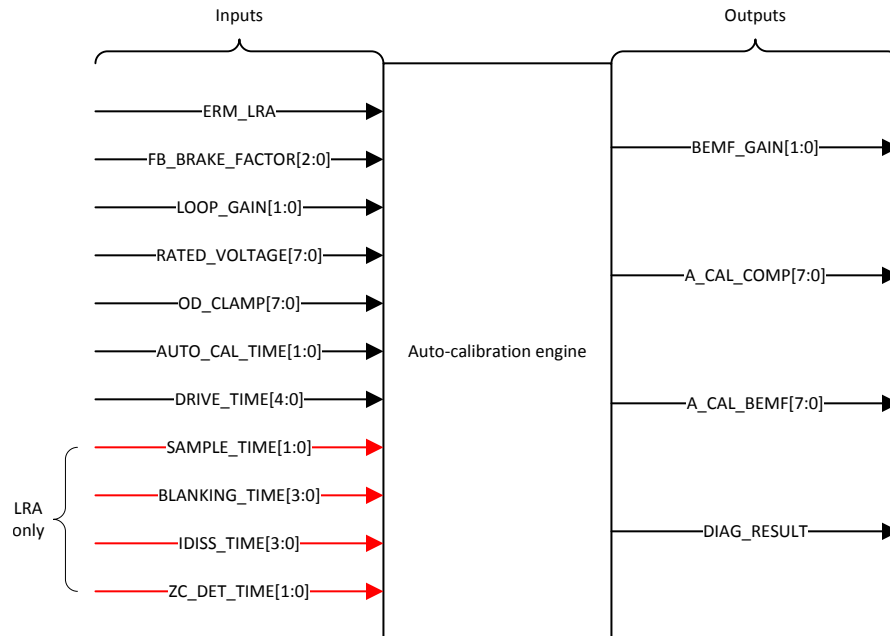 Inputs
Outputs
ERM_LRA
FB_BRAKE_FACTOR[2:0]
LOOP_GAIN[1:0]
RATED_VOLTAGE[7:0]
OD_CLAMP[7:0]
AUTO_CAL_TIME[1:0]
DRIVE_TIME[4:0]
SAMPLE_TIME[1:0]
BLANKING_TIME[3:0]
IDISS_TIME[3:0]
ZC_DET_TIME[1:0]
LRA
only
Auto-calibration engine
BEMF_GAIN[1:0]
A_CAL_COMP[7:0]
A_CAL_BEMF[7:0]
DIAG_RESULT